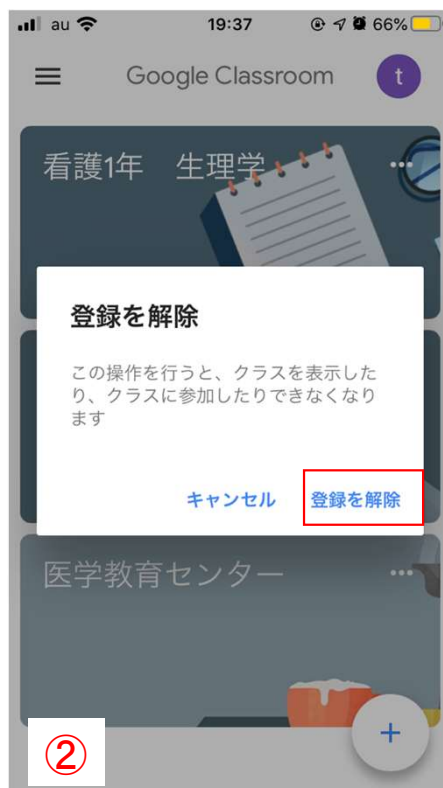 au 19:37 66%
Google Classroom t
看護1年 生理学
登録を解除
この操作を行うと、クラスを表示した
り、クラスに参加したりできなくなり
ます
キャンセル 登録を解除
医学教育センター
+
②